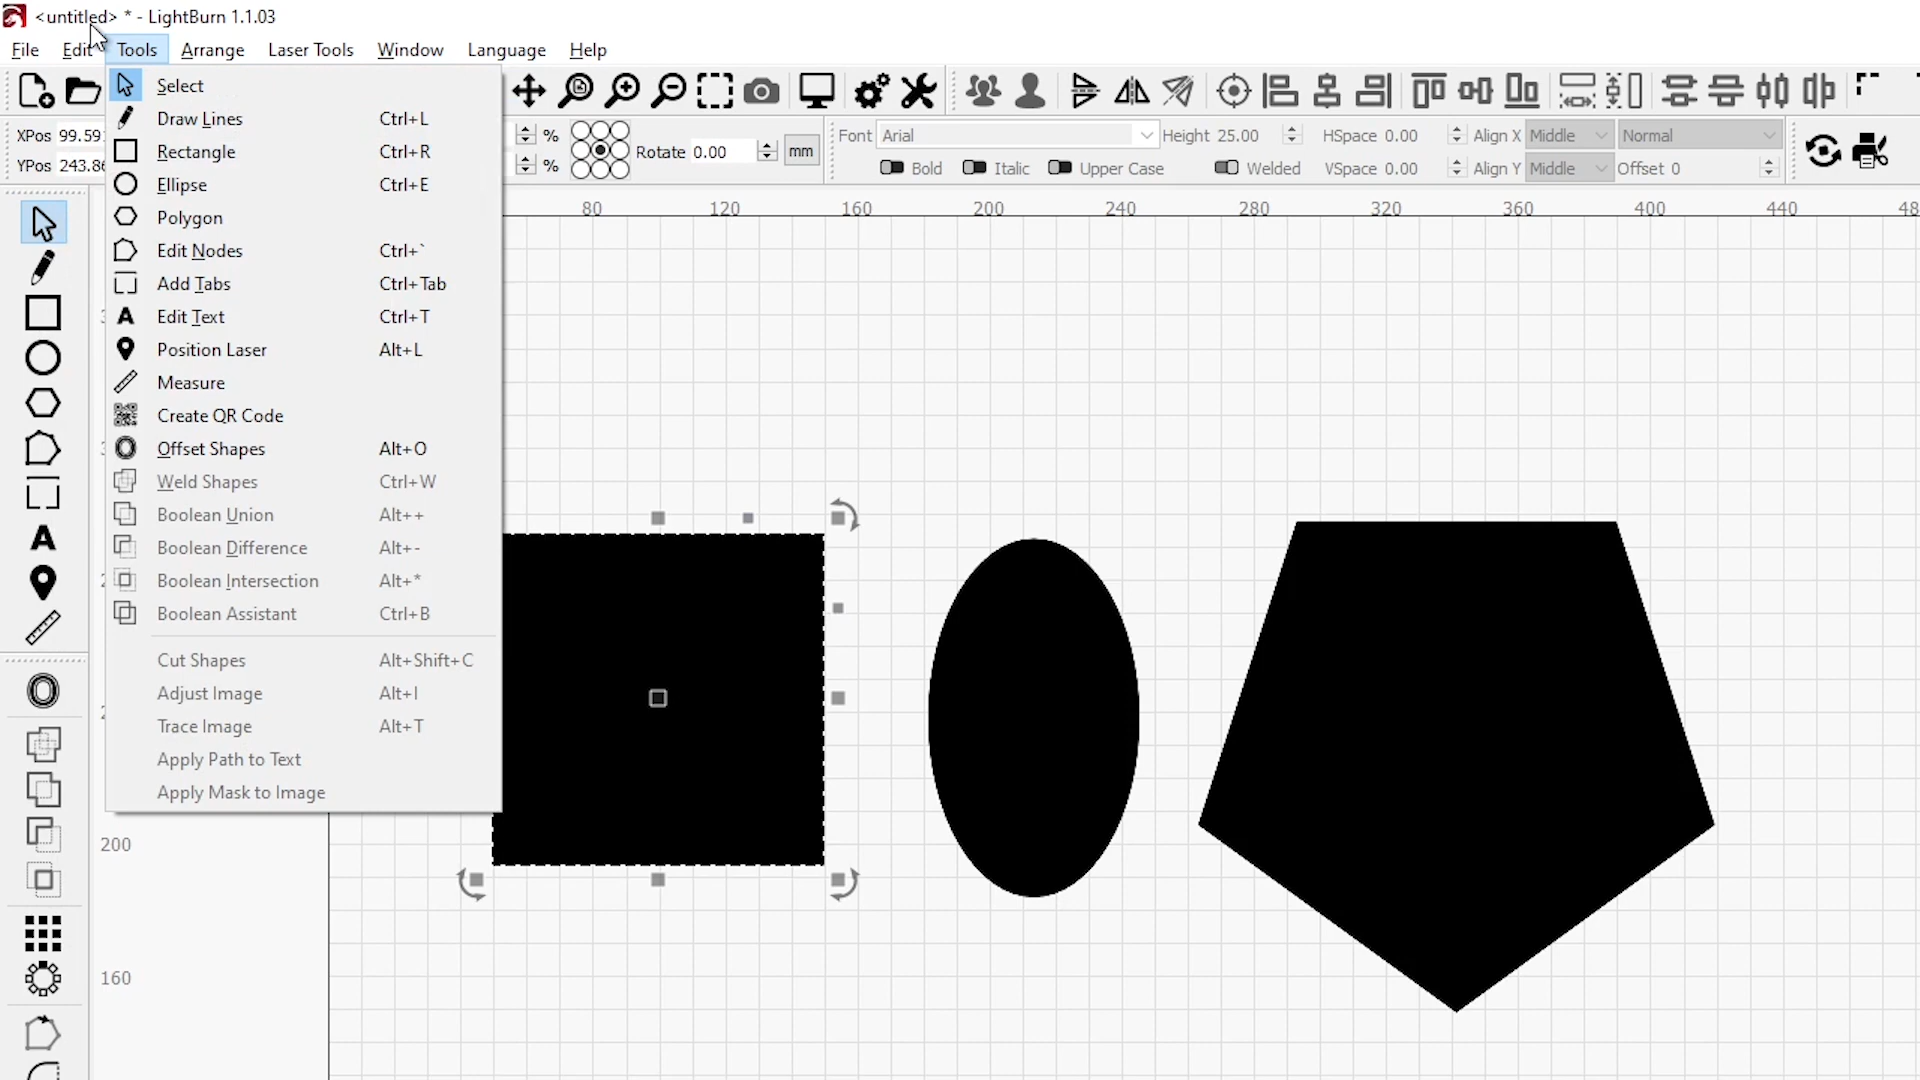 <untitled> * - LightBurn 1.1.03
File Edit Tools Arrange Laser Tools Window Language Help
XPos 99.59
YPos 243.86
%
%
Rotate 0.00
mm
Font Arial
Height 25.00
HSpace 0.00
Align X Middle
Normal
Bold
Italic
Upper Case
Welded
VSpace 0.00
Align Y Middle
Offset 0
Select
Draw Lines Ctrl+L
Rectangle Ctrl+R
Ellipse Ctrl+E
Polygon
Edit Nodes Ctrl+`
Add Tabs Ctrl+Tab
Edit Text Ctrl+T
Position Laser Alt+L
Measure
Create QR Code
Offset Shapes Alt+O
Weld Shapes Ctrl+W
Boolean Union Alt++
Boolean Difference Alt+-
Boolean Intersection Alt+*
Boolean Assistant Ctrl+B
Cut Shapes Alt+Shift+C
Adjust Image Alt+I
Trace Image Alt+T
Apply Path to Text
Apply Mask to Image
80 120 160 200 240 280 320 360 400 440 48
200
160